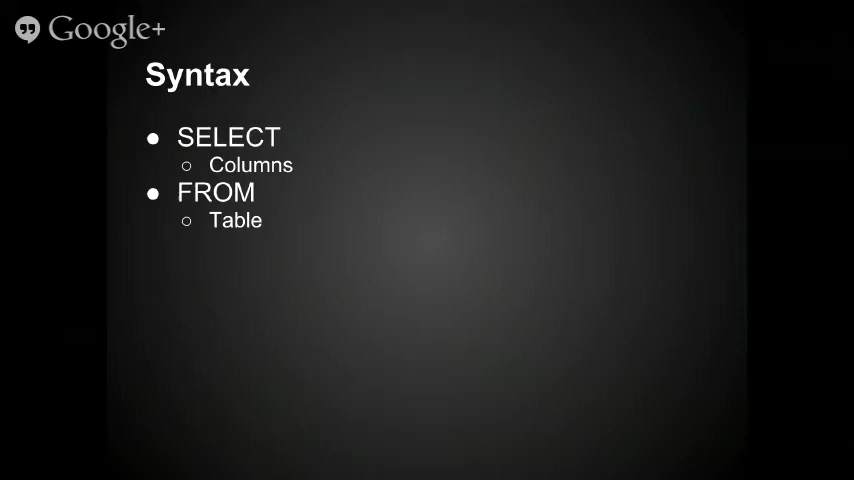 Google+
Syntax
● SELECT
○ Columns
● FROM
○ Table